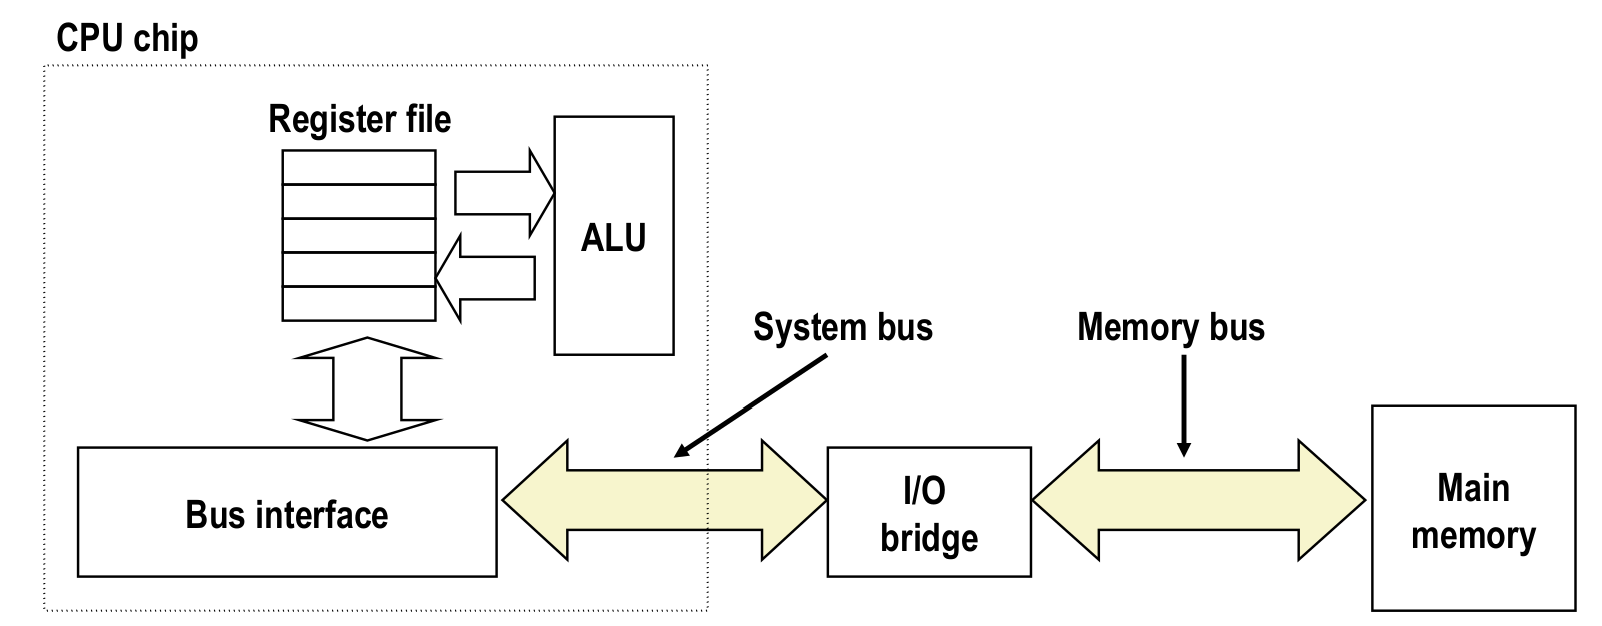 CPU chip
Register file
ALU
System bus
Memory bus
Bus interface
I/O
bridge
Main
memory